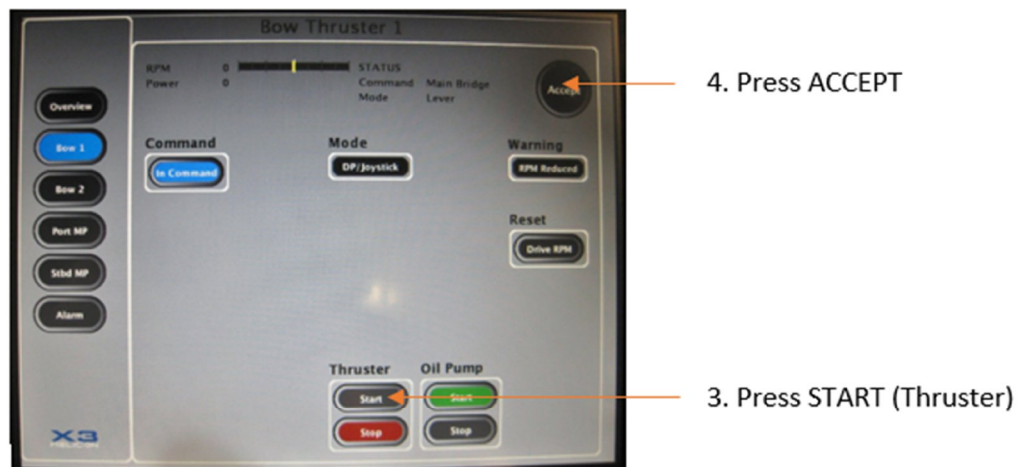 Bow Thruster 1
RPM 0 STATUS
Power 0 Command Main Bridge
Mode Lever
Accept
4. Press ACCEPT
Overview
Bow 1
Bow 2
Port MP
Stbd MP
Alarm
Command
In Command
Mode
DP/Joystick
Warning
RPM Reduced
Reset
Drive RPM
Thruster
Start
Stop
Oil Pump
Start
Stop
3. Press START (Thruster)
X3
HELICON